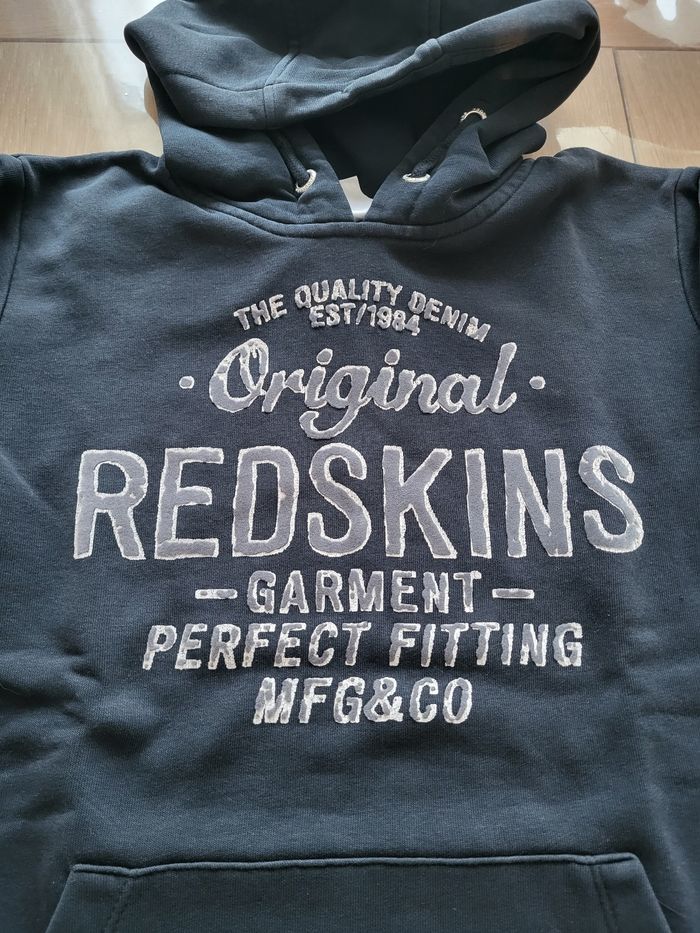 THE QUALITY DENIM
EST/1984
· Original ·
REDSKINS
— GARMENT —
PERFECT FITTING
MFG&CO